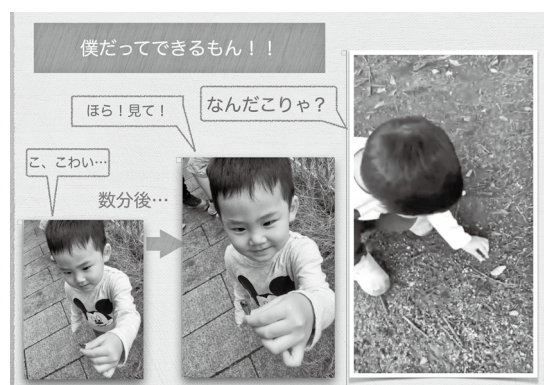 僕だってできるもん！！
ほら！見て！
なんだこりゃ？
こ、こわい…
数分後…